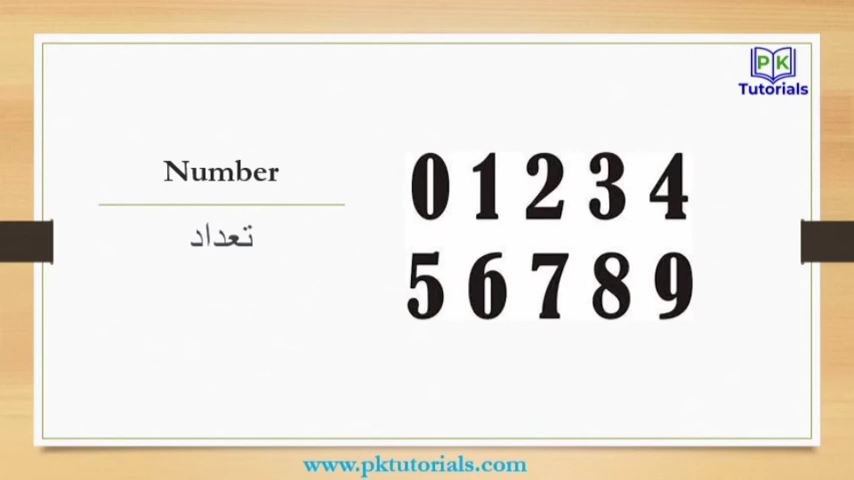 PK
Tutorials
Number
تعداد
0 1 2 3 4
5 6 7 8 9
www.pktutorials.com